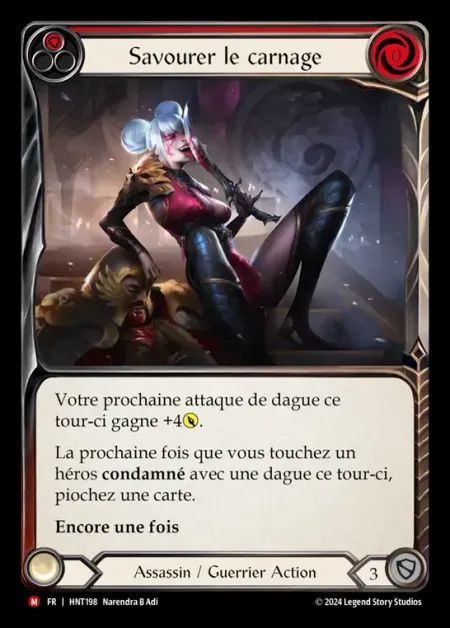 Savourer le carnage
0
Votre prochaine attaque de dague ce
tour-ci gagne +4.
La prochaine fois que vous touchez un
héros condamné avec une dague ce tour-ci,
piochez une carte.
Encore une fois
Assassin / Guerrier Action
3
M FR | HNT198 Narendra B Adi
© 2024 Legend Story Studios